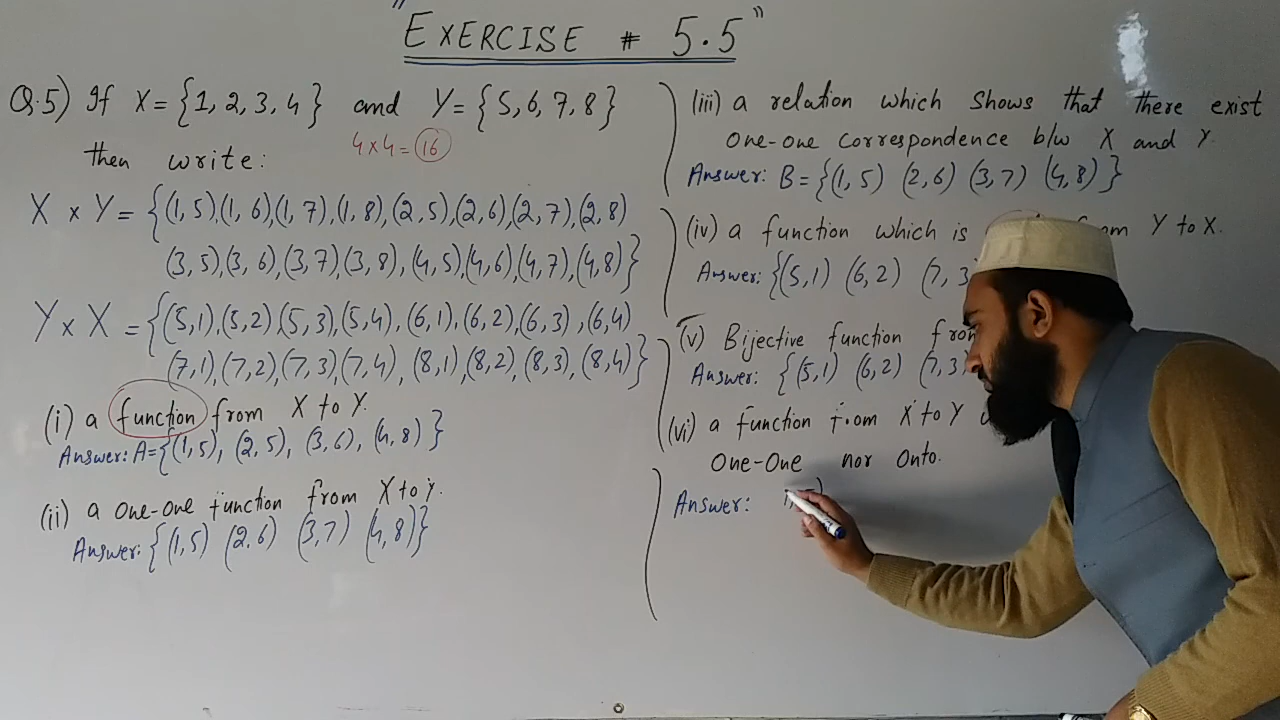 "EXERCISE # 5.5"
Q.5) If X = {1, 2, 3, 4} and Y = {5, 6, 7, 8}
then write:
4 x 4 = 16
X x Y = {(1, 5),(1, 6),(1, 7),(1, 8),(2, 5),(2, 6),(2, 7),(2, 8)
(3, 5)(3, 6),(3, 7)(3, 8),(4, 5)(4, 6)(4, 7),(4, 8)}
Y x X = {(5, 1),(5, 2)(5, 3)(5, 4),(6, 1),(6, 2)(6, 3),(6, 4)
(7, 1),(7, 2),(7, 3)(7, 4),(8, 1)(8, 2),(8, 3),(8, 4)}
(i) a function from X to Y.
Answer: A={(1, 5), (2, 5), (3, 6), (4, 8)}
(ii) a one-one function from X to Y.
Answer: {(1, 5) (2, 6) (3, 7) (4, 8)}
(iii) a relation which shows that there exist
one-one correspondence b/w X and Y.
Answer: B = {(1, 5) (2, 6) (3, 7) (4, 8)}
(iv) a function which is Y to X.
Answer: {(5, 1) (6, 2) (7, 3
(v) Bijective function
Answer: {(5, 1) (6, 2) (7, 3)
(vi) a function from X to Y
One-One nor Onto.
Answer: